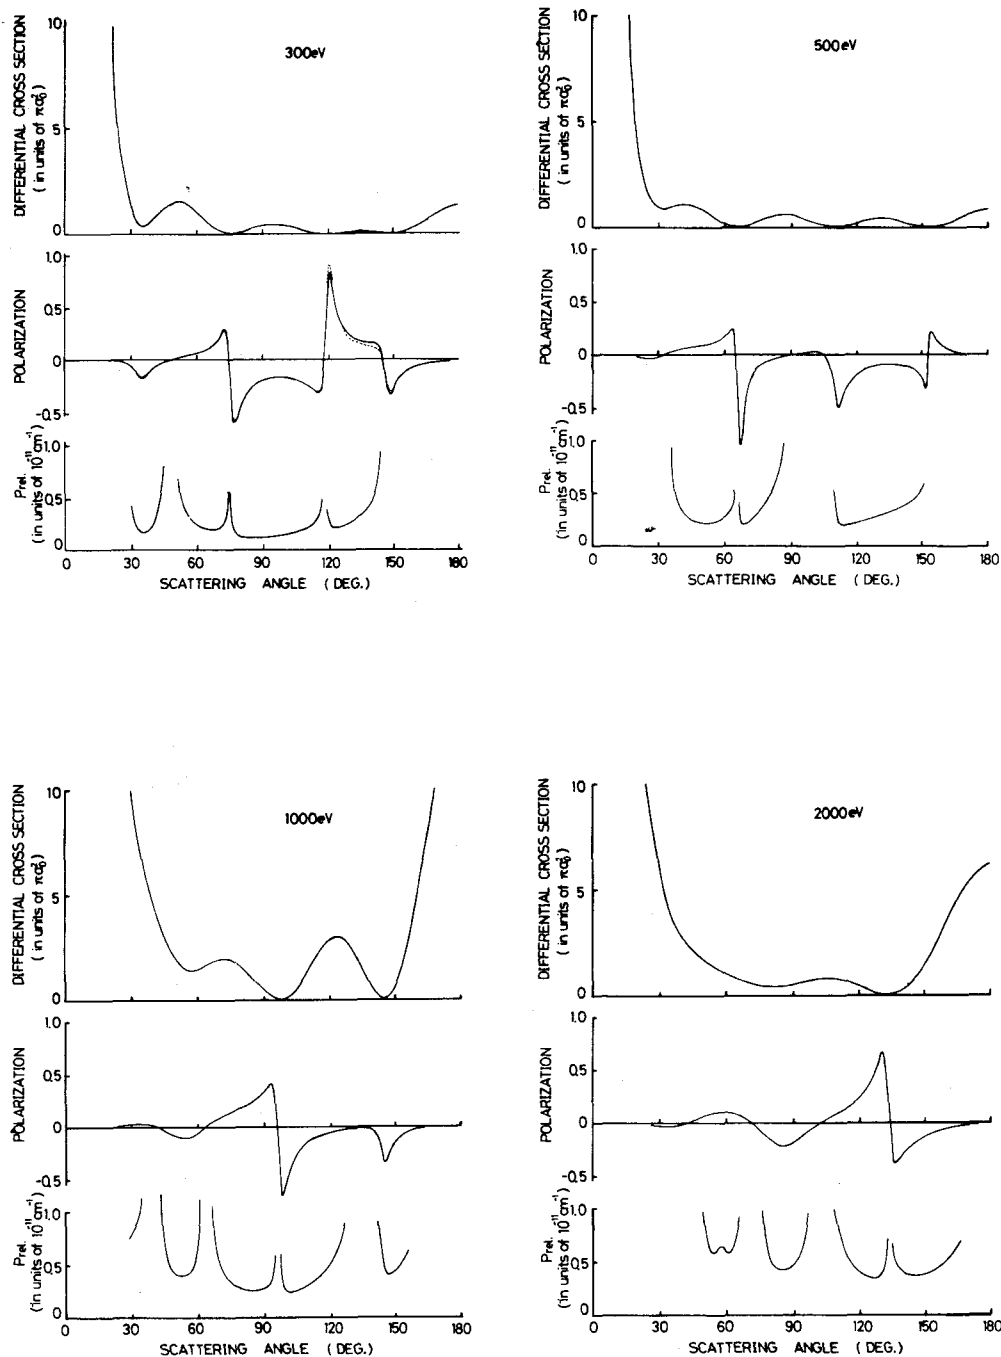 DIFFERENTIAL CROSS SECTION
( in units of πa₀²)
10
5
0
300eV
POLARIZATION
1.0
0.5
0
-0.5
Prel.
(in units of 10⁻¹¹cm⁻¹)
1.0
0.5
0
0 30 60 90 120 150 180
SCATTERING ANGLE ( DEG.)
DIFFERENTIAL CROSS SECTION
( in units of πa₀²)
10
5
0
500eV
POLARIZATION
1.0
0.5
0
-0.5
Prel.
(in units of 10⁻¹¹cm⁻¹)
1.0
0.5
0
0 30 60 90 120 150 180
SCATTERING ANGLE ( DEG.)
DIFFERENTIAL CROSS SECTION
( in units of πa₀²)
10
5
0
1000eV
POLARIZATION
1.0
0.5
0
-0.5
Prel.
(in units of 10⁻¹¹cm⁻¹)
1.0
0.5
0
0 30 60 90 120 150 180
SCATTERING ANGLE ( DEG.)
DIFFERENTIAL CROSS SECTION
( in units of πa₀²)
10
5
0
2000eV
POLARIZATION
1.0
0.5
0
-0.5
Prel.
(in units of 10⁻¹¹cm⁻¹)
1.0
0.5
0
0 30 60 90 120 150 180
SCATTERING ANGLE ( DEG.)